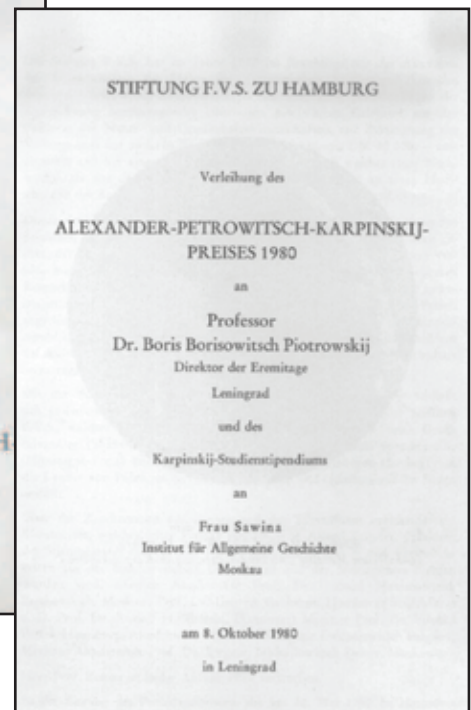 STIFTUNG F.V.S. ZU HAMBURG
Verleihung des
ALEXANDER-PETROWITSCH-KARPINSKIJ-
PREISES 1980
an
Professor
Dr. Boris Borisowitsch Piotrowskij
Direktor der Eremitage
Leningrad
und des
Karpinskij-Studienstipendiums
an
Frau Sawina
Institut für Allgemeine Geschichte
Moskau
am 8. Oktober 1980
in Leningrad